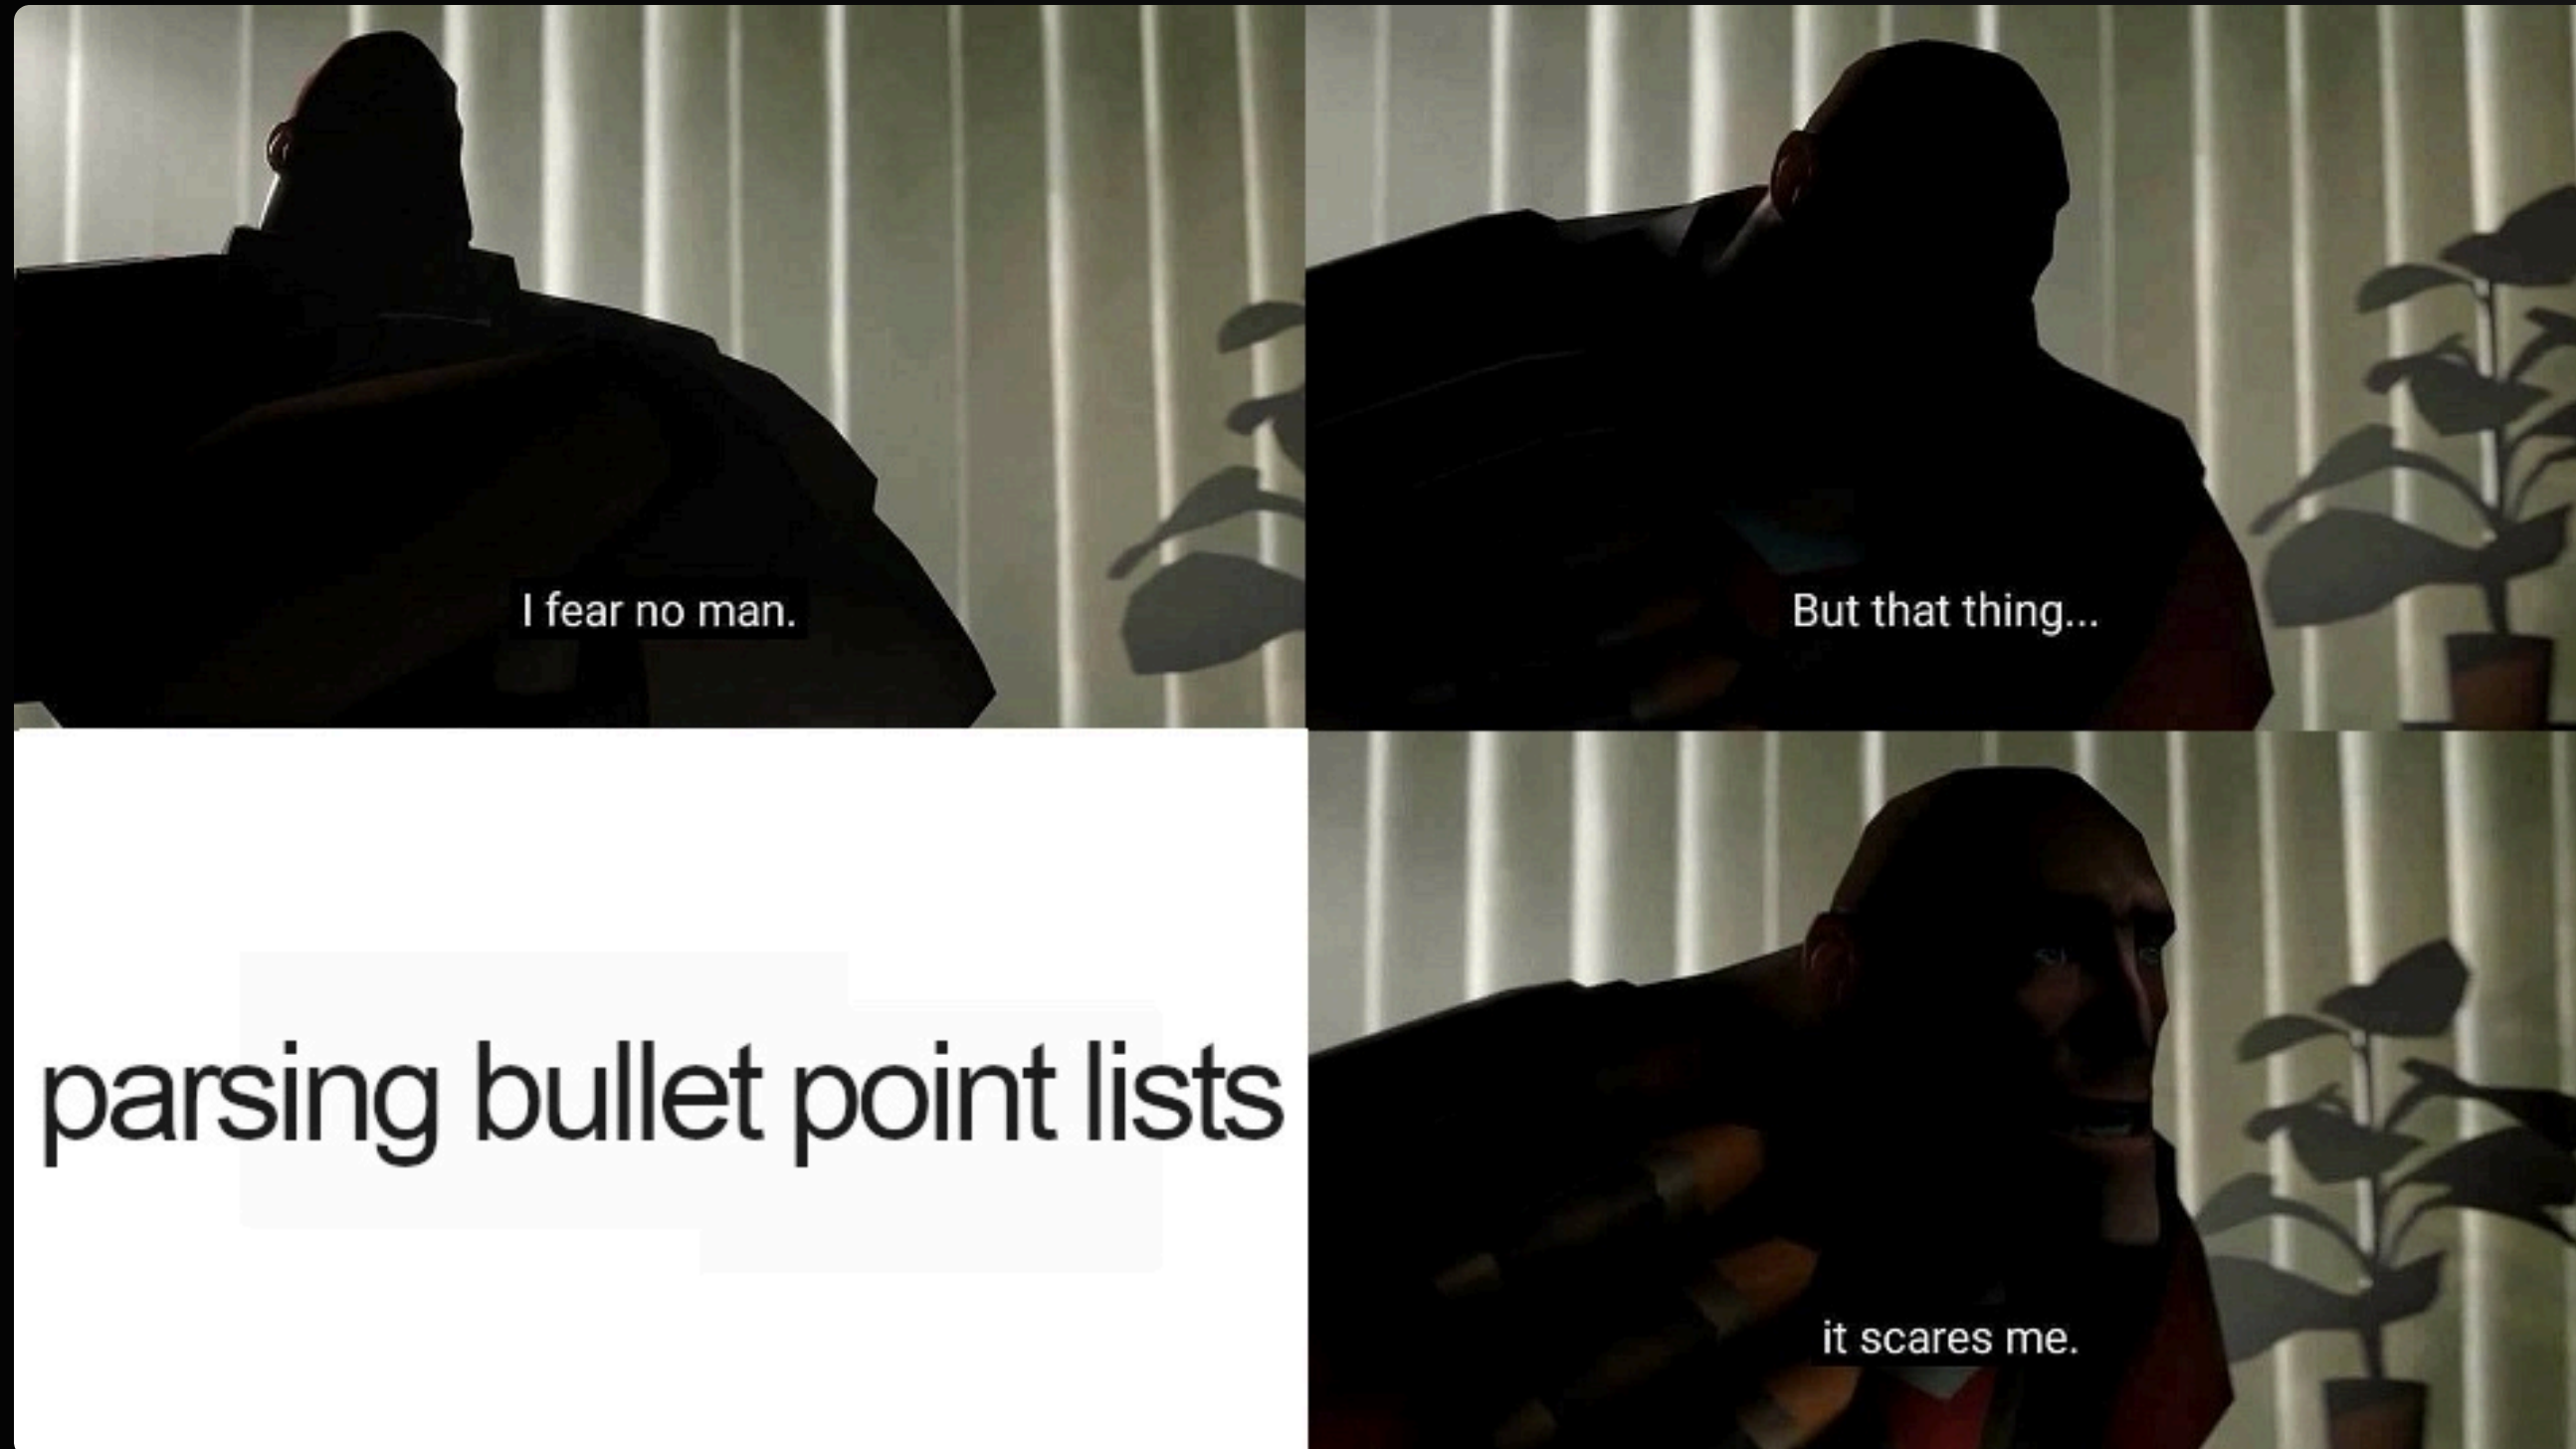 I fear no man.
But that thing...
parsing bullet point lists
it scares me.